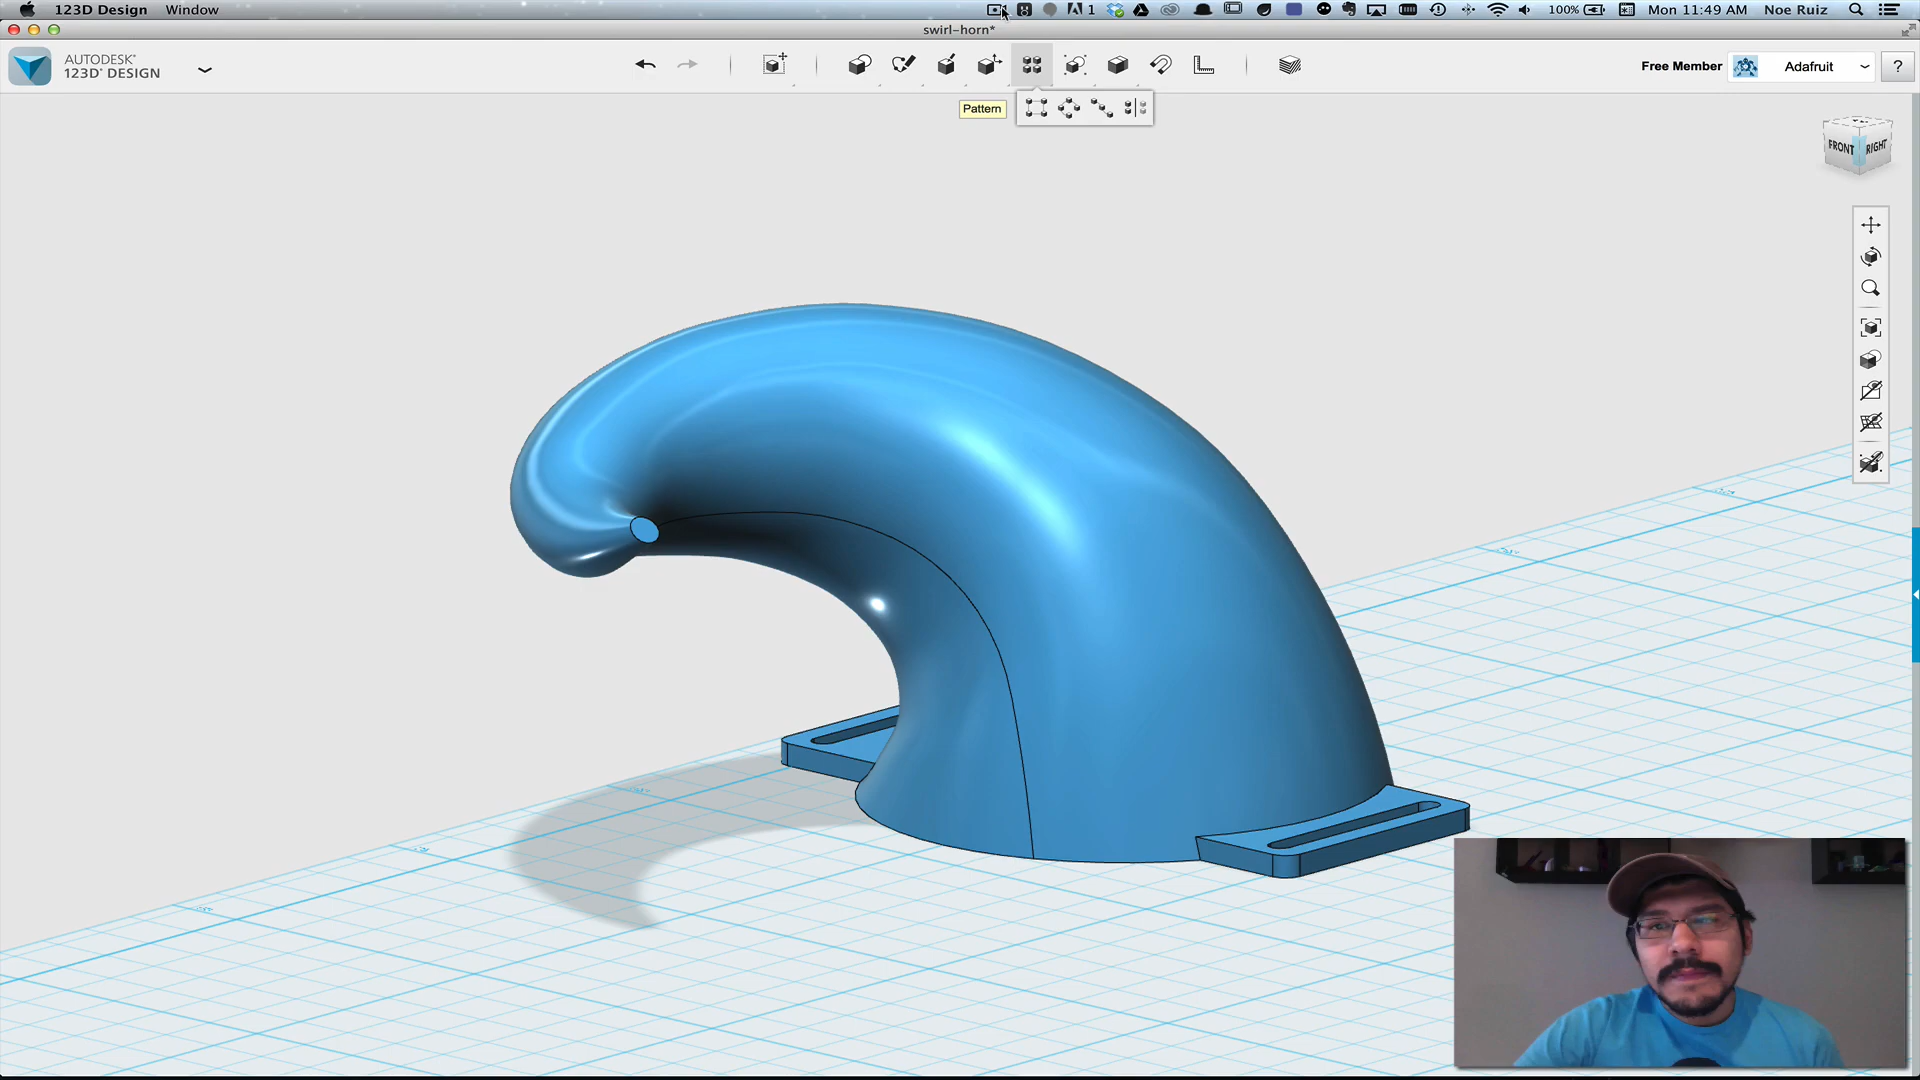 123D Design Window
1 100% Mon 11:49 AM Noe Ruiz
swirl-horn*
AUTODESK®
123D® DESIGN
Free Member Adafruit ?
Pattern
FRONT RIGHT